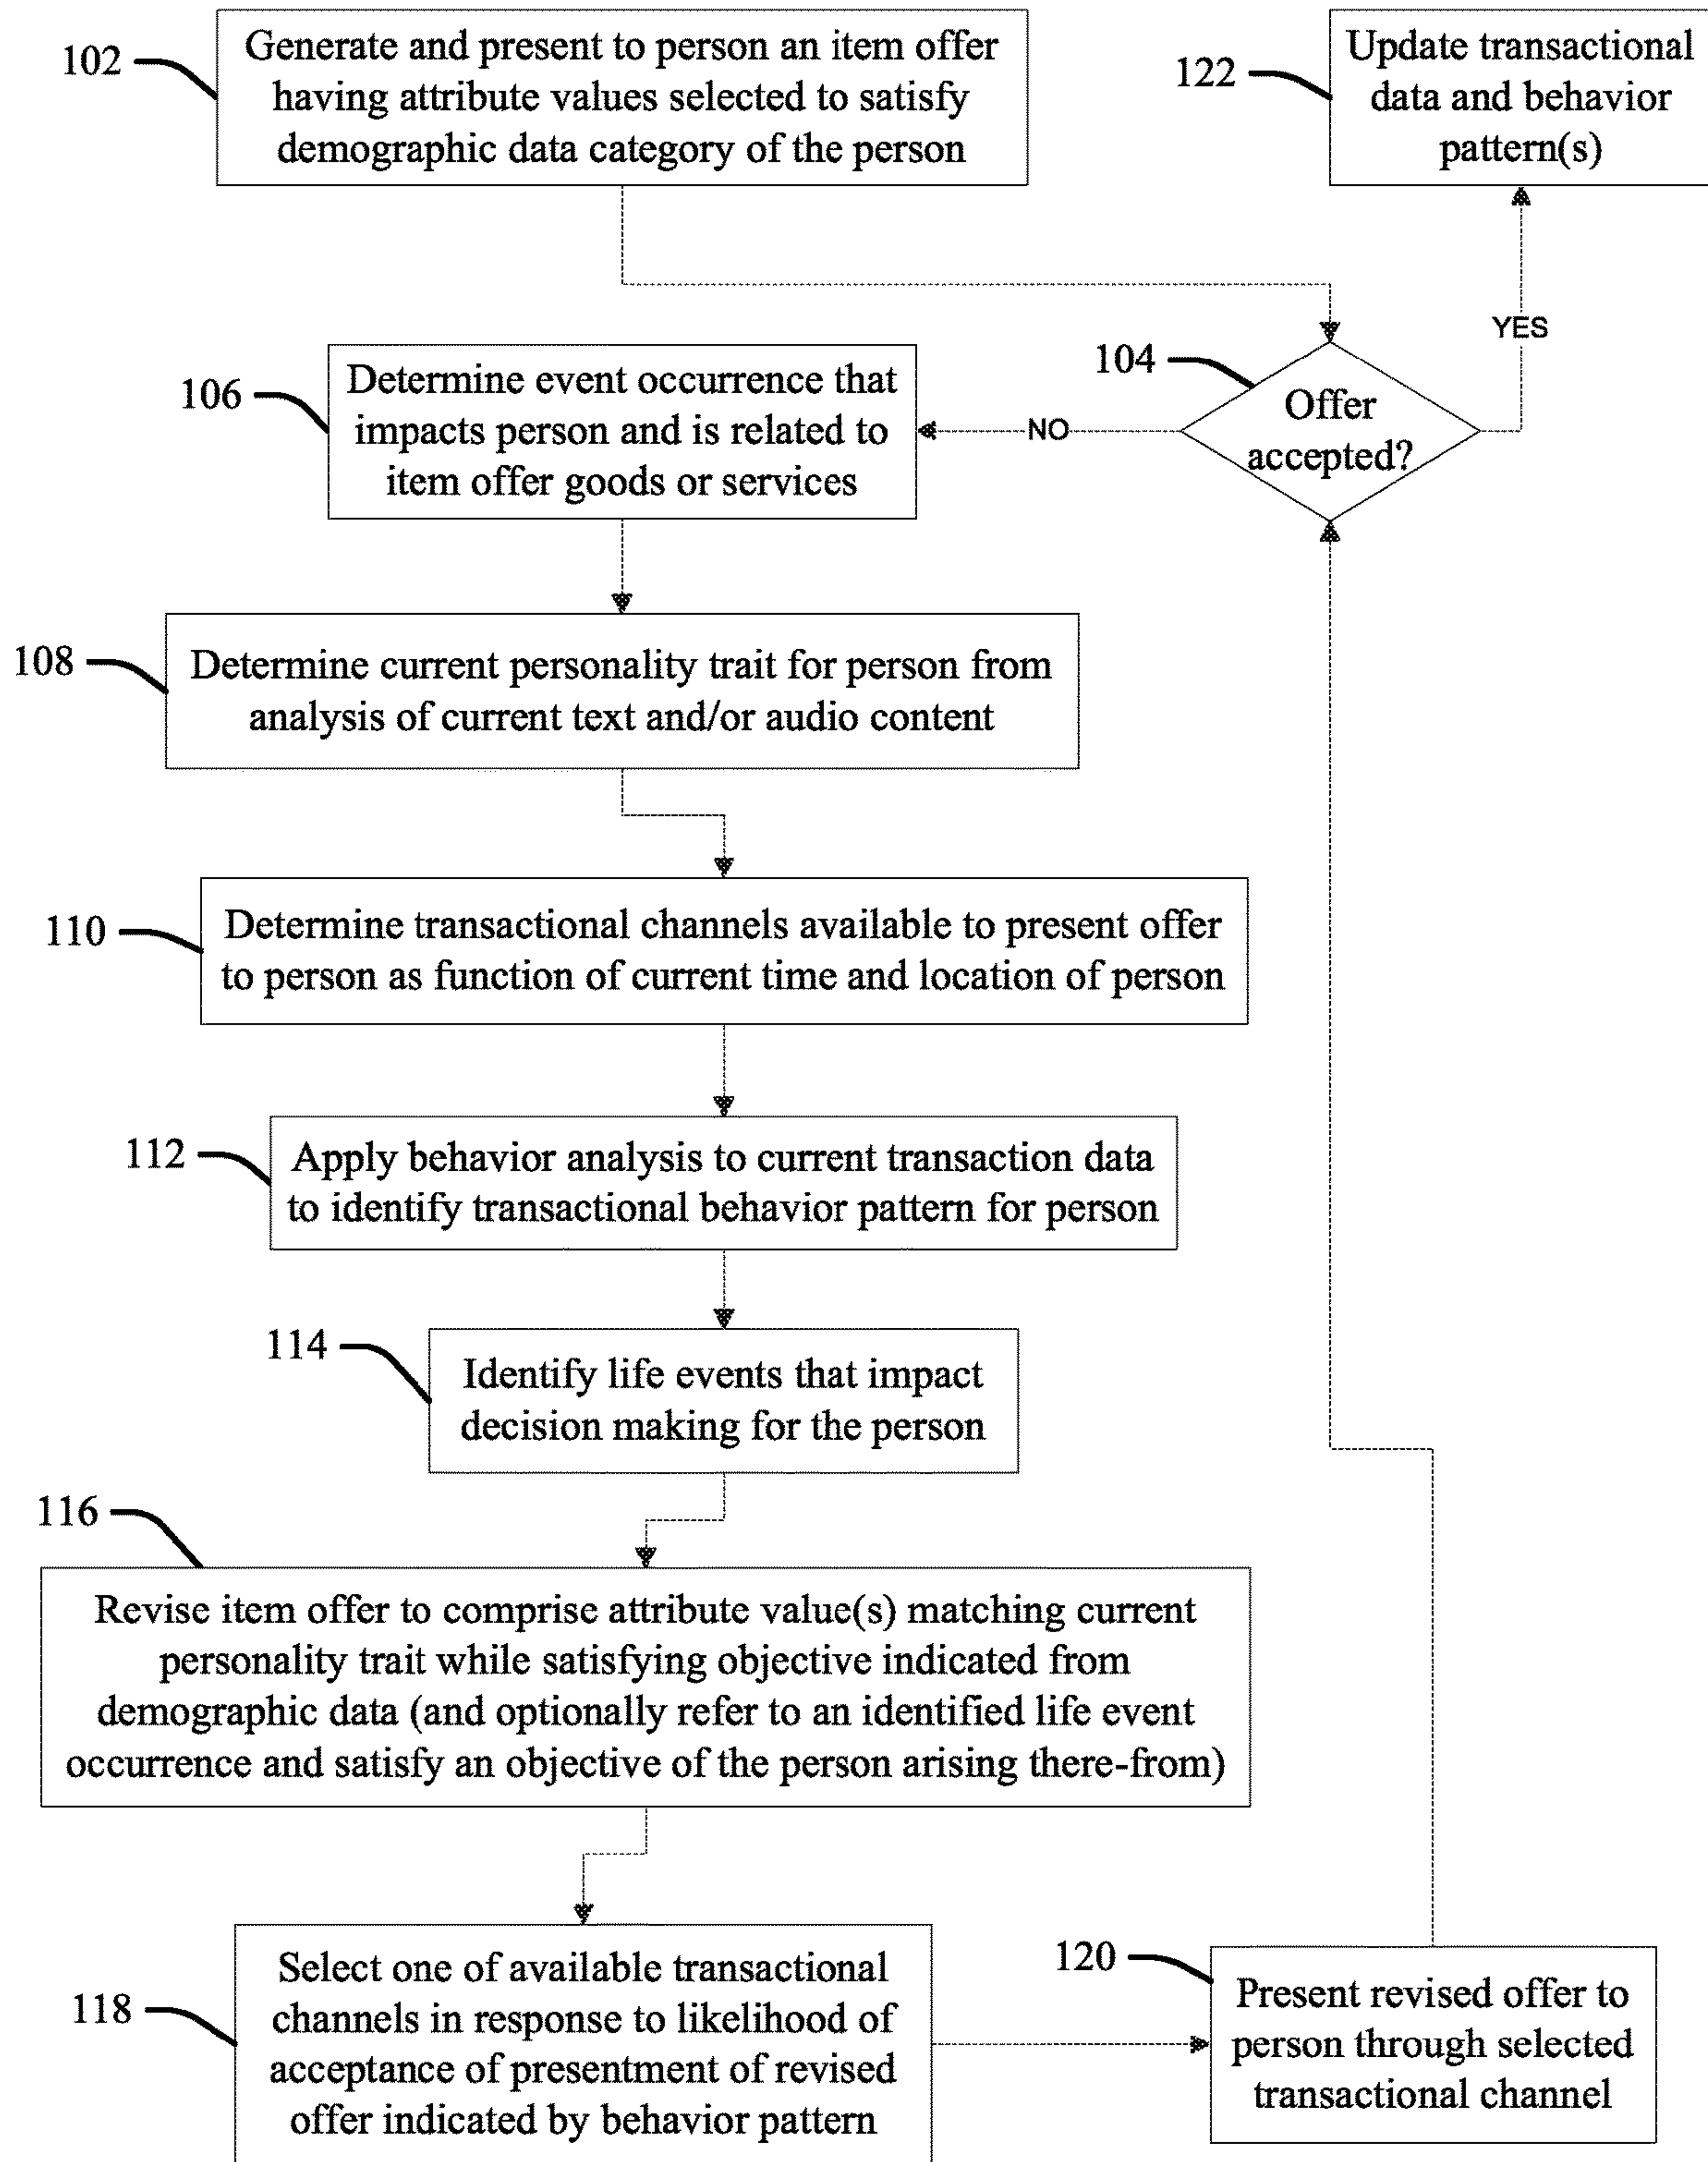 102
Generate and present to person an item offer
having attribute values selected to satisfy
demographic data category of the person
122
Update transactional
data and behavior
pattern(s)
YES
104
Offer
accepted?
NO
106
Determine event occurrence that
impacts person and is related to
item offer goods or services
108
Determine current personality trait for person from
analysis of current text and/or audio content
110
Determine transactional channels available to present offer
to person as function of current time and location of person
112
Apply behavior analysis to current transaction data
to identify transactional behavior pattern for person
114
Identify life events that impact
decision making for the person
116
Revise item offer to comprise attribute value(s) matching current
personality trait while satisfying objective indicated from
demographic data (and optionally refer to an identified life event
occurrence and satisfy an objective of the person arising there-from)
118
Select one of available transactional
channels in response to likelihood of
acceptance of presentment of revised
offer indicated by behavior pattern
120
Present revised offer to
person through selected
transactional channel